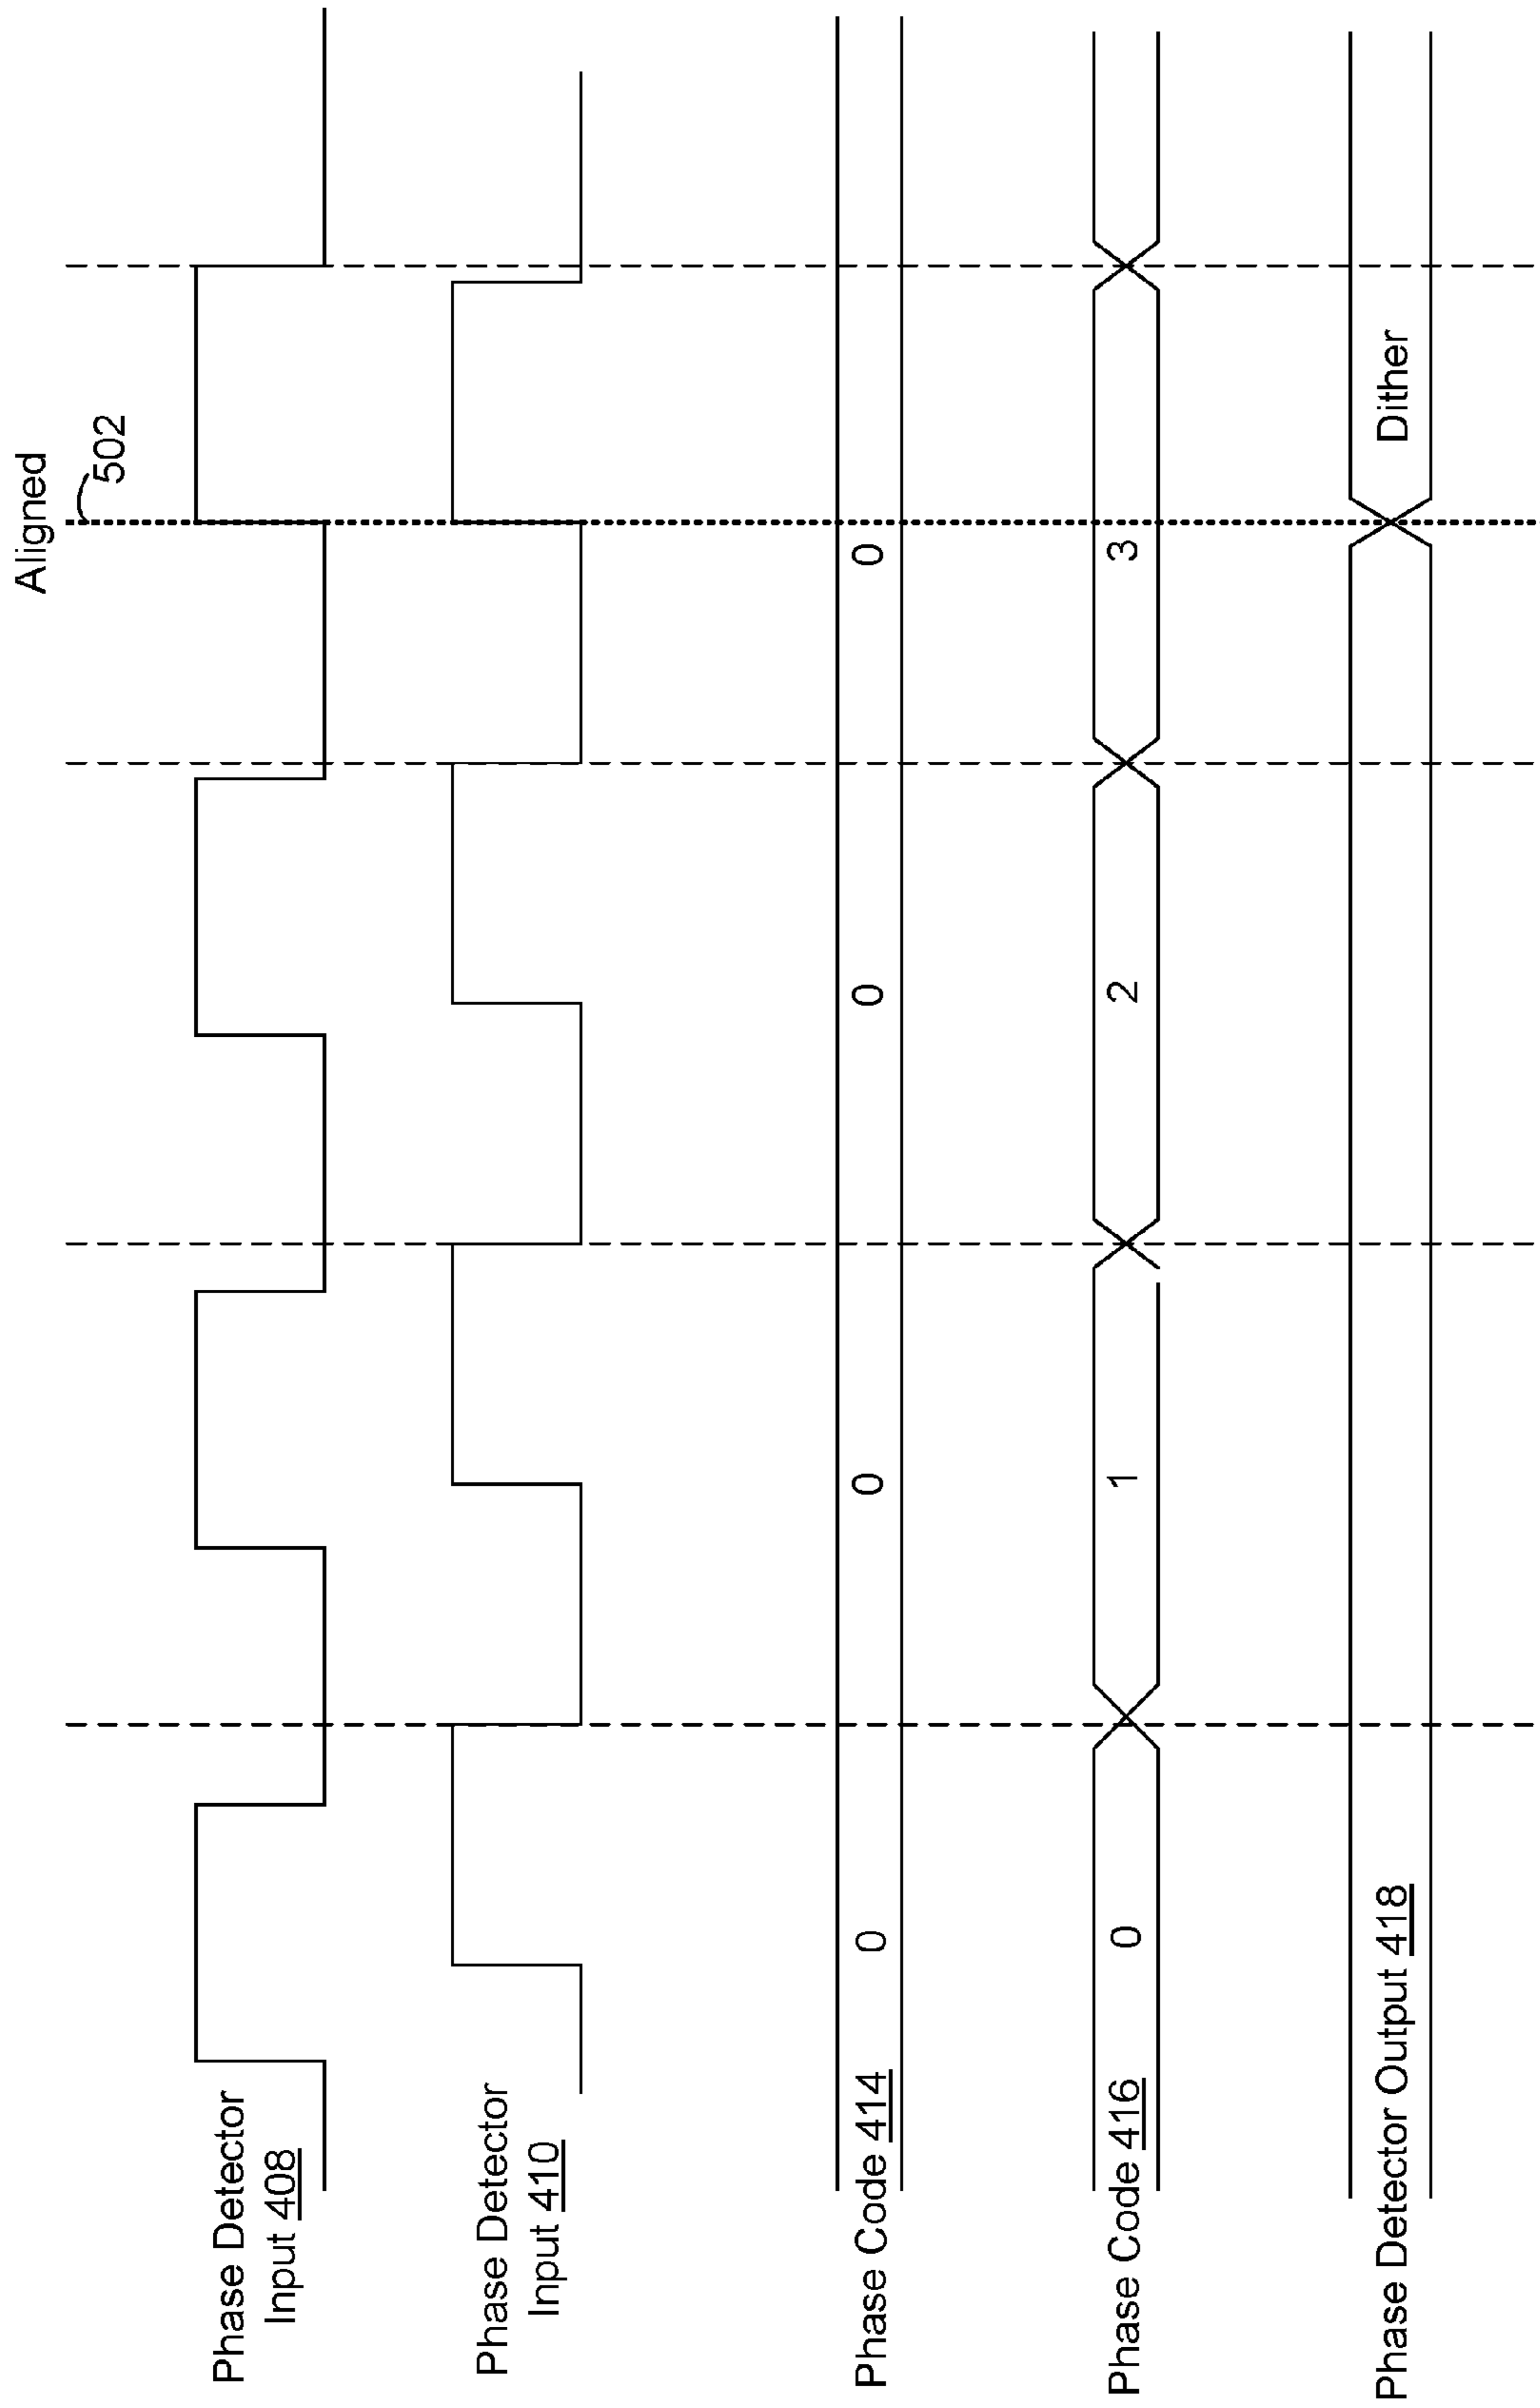 Aligned
502
Phase Detector
Input 408
Phase Detector
Input 410
Phase Code 414
0
0
0
0
Phase Code 416
0
1
2
3
Phase Detector Output 418
Dither